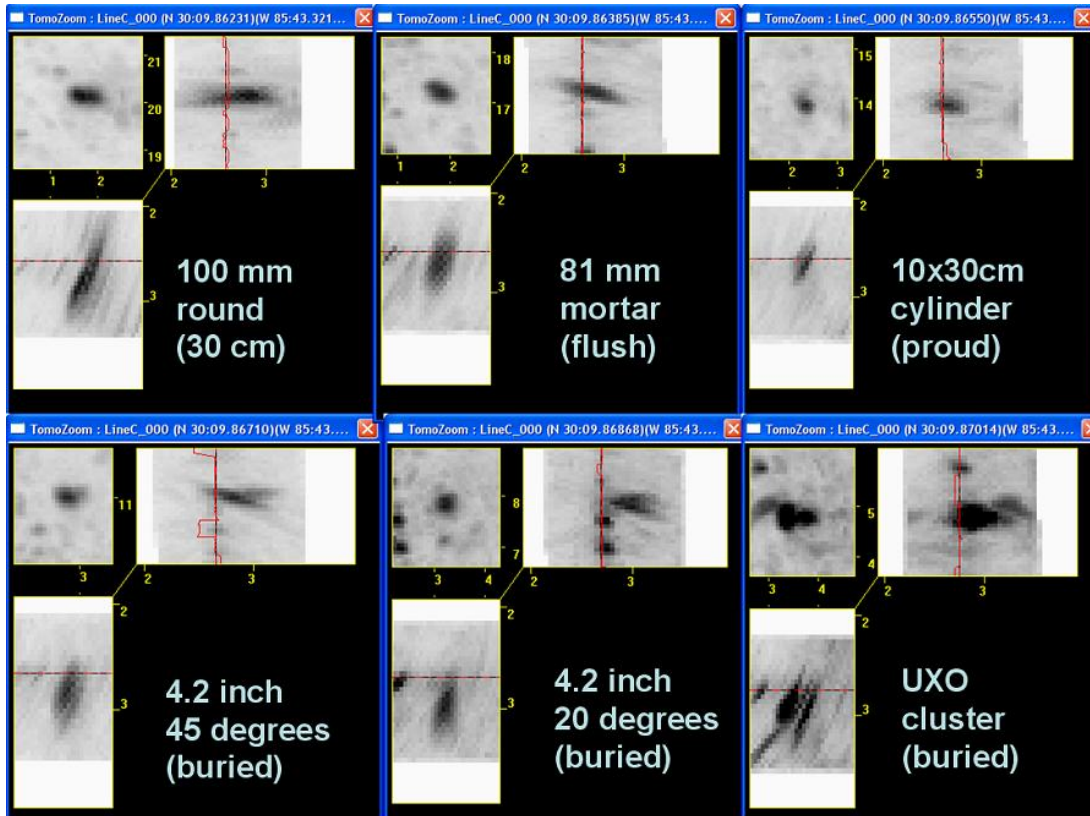 TomoZoom : LineC_000 (N 30:09.86231)(W 85:43.321...
21
20
19
1
2
2
3
2
3
100 mm
round
(30 cm)
TomoZoom : LineC_000 (N 30:09.86385)(W 85:43....
18
17
1
2
2
3
2
3
81 mm
mortar
(flush)
TomoZoom : LineC_000 (N 30:09.86550)(W 85:43....
15
14
2
3
2
3
2
3
10x30cm
cylinder
(proud)
TomoZoom : LineC_000 (N 30:09.86710)(W 85:43....
11
3
2
3
2
3
4.2 inch
45 degrees
(buried)
TomoZoom : LineC_000 (N 30:09.86868)(W 85:43....
8
7
3
4
2
3
2
3
4.2 inch
20 degrees
(buried)
TomoZoom : LineC_000 (N 30:09.87014)(W 85:43....
5
4
3
4
2
3
2
3
UXO
cluster
(buried)